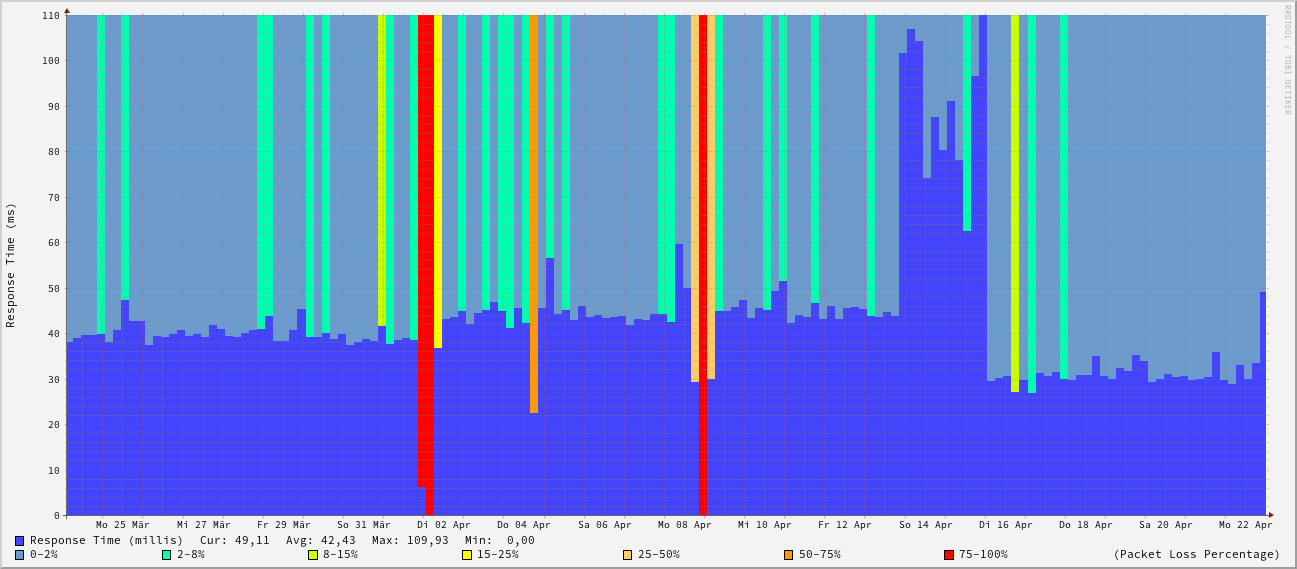 RRDTOOL / TOBI OETIKER
Response Time (ms)
110
100
90
80
70
60
50
40
30
20
10
0
Mo 25 Mär Mi 27 Mär Fr 29 Mär So 31 Mär Di 02 Apr Do 04 Apr Sa 06 Apr Mo 08 Apr Mi 10 Apr Fr 12 Apr So 14 Apr Di 16 Apr Do 18 Apr Sa 20 Apr Mo 22 Apr
Response Time (millis) Cur: 49,11 Avg: 42,43 Max: 109,93 Min: 0,00
0-2% 2-8% 8-15% 15-25% 25-50% 50-75% 75-100% (Packet Loss Percentage)